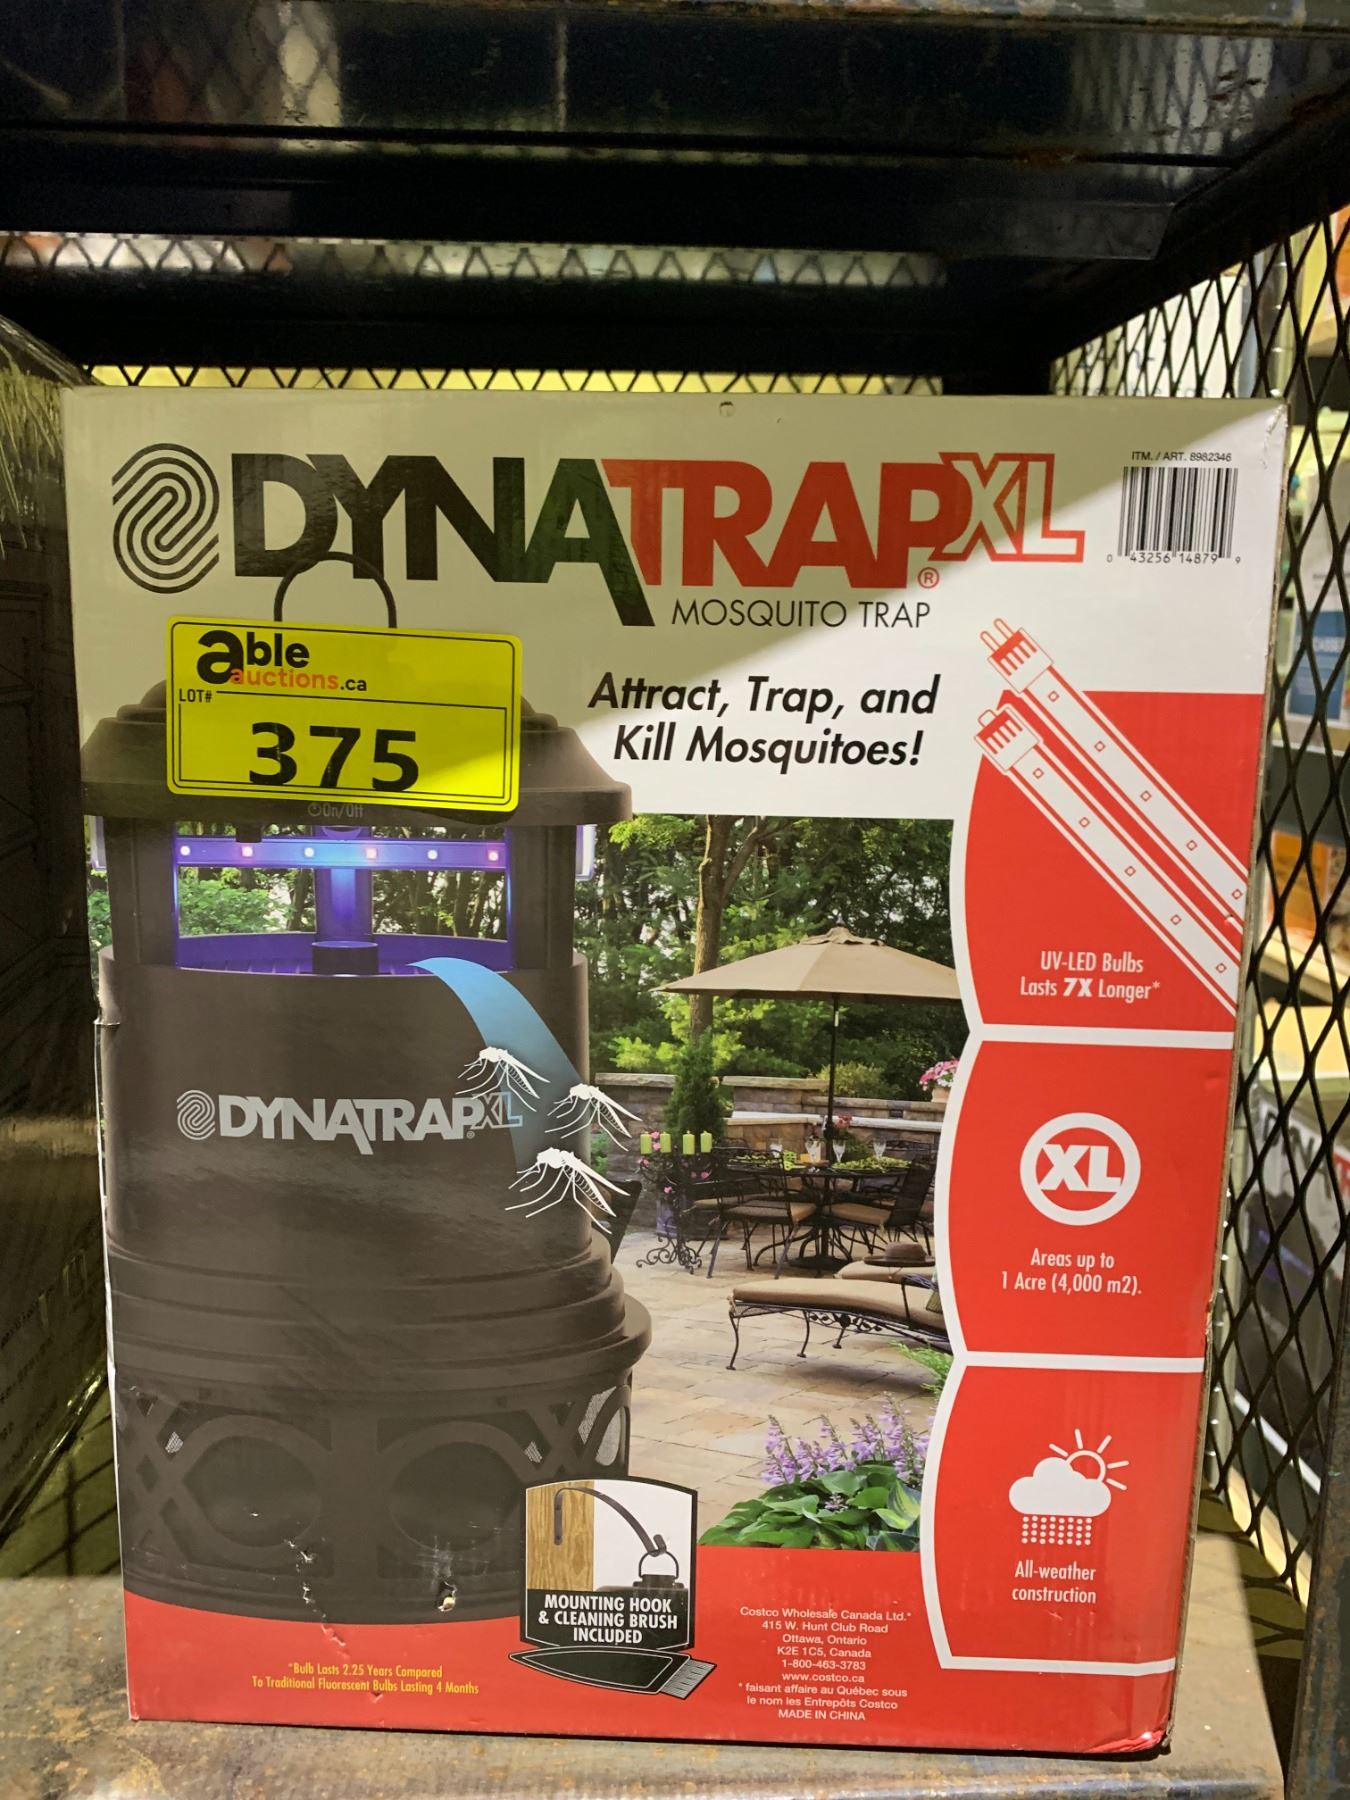 DYNATRAP XL
®
MOSQUITO TRAP
ITM. / ART. 8982346
0 43256 14879 9
able
auctions.ca
LOT#
375
Attract, Trap, and
Kill Mosquitoes!
On/Off
DYNATRAP XL
UV-LED Bulbs
Lasts 7X Longer*
XL
Areas up to
1 Acre (4,000 m2).
All-weather
construction
MOUNTING HOOK
& CLEANING BRUSH
INCLUDED
*Bulb Lasts 2.25 Years Compared
To Traditional Fluorescent Bulbs Lasting 4 Months
Costco Wholesale Canada Ltd.*
415 W. Hunt Club Road
Ottawa, Ontario
K2E 1C5, Canada
1-800-463-3783
www.costco.ca
* faisant affaire au Québec sous
le nom les Entrepôts Costco
MADE IN CHINA